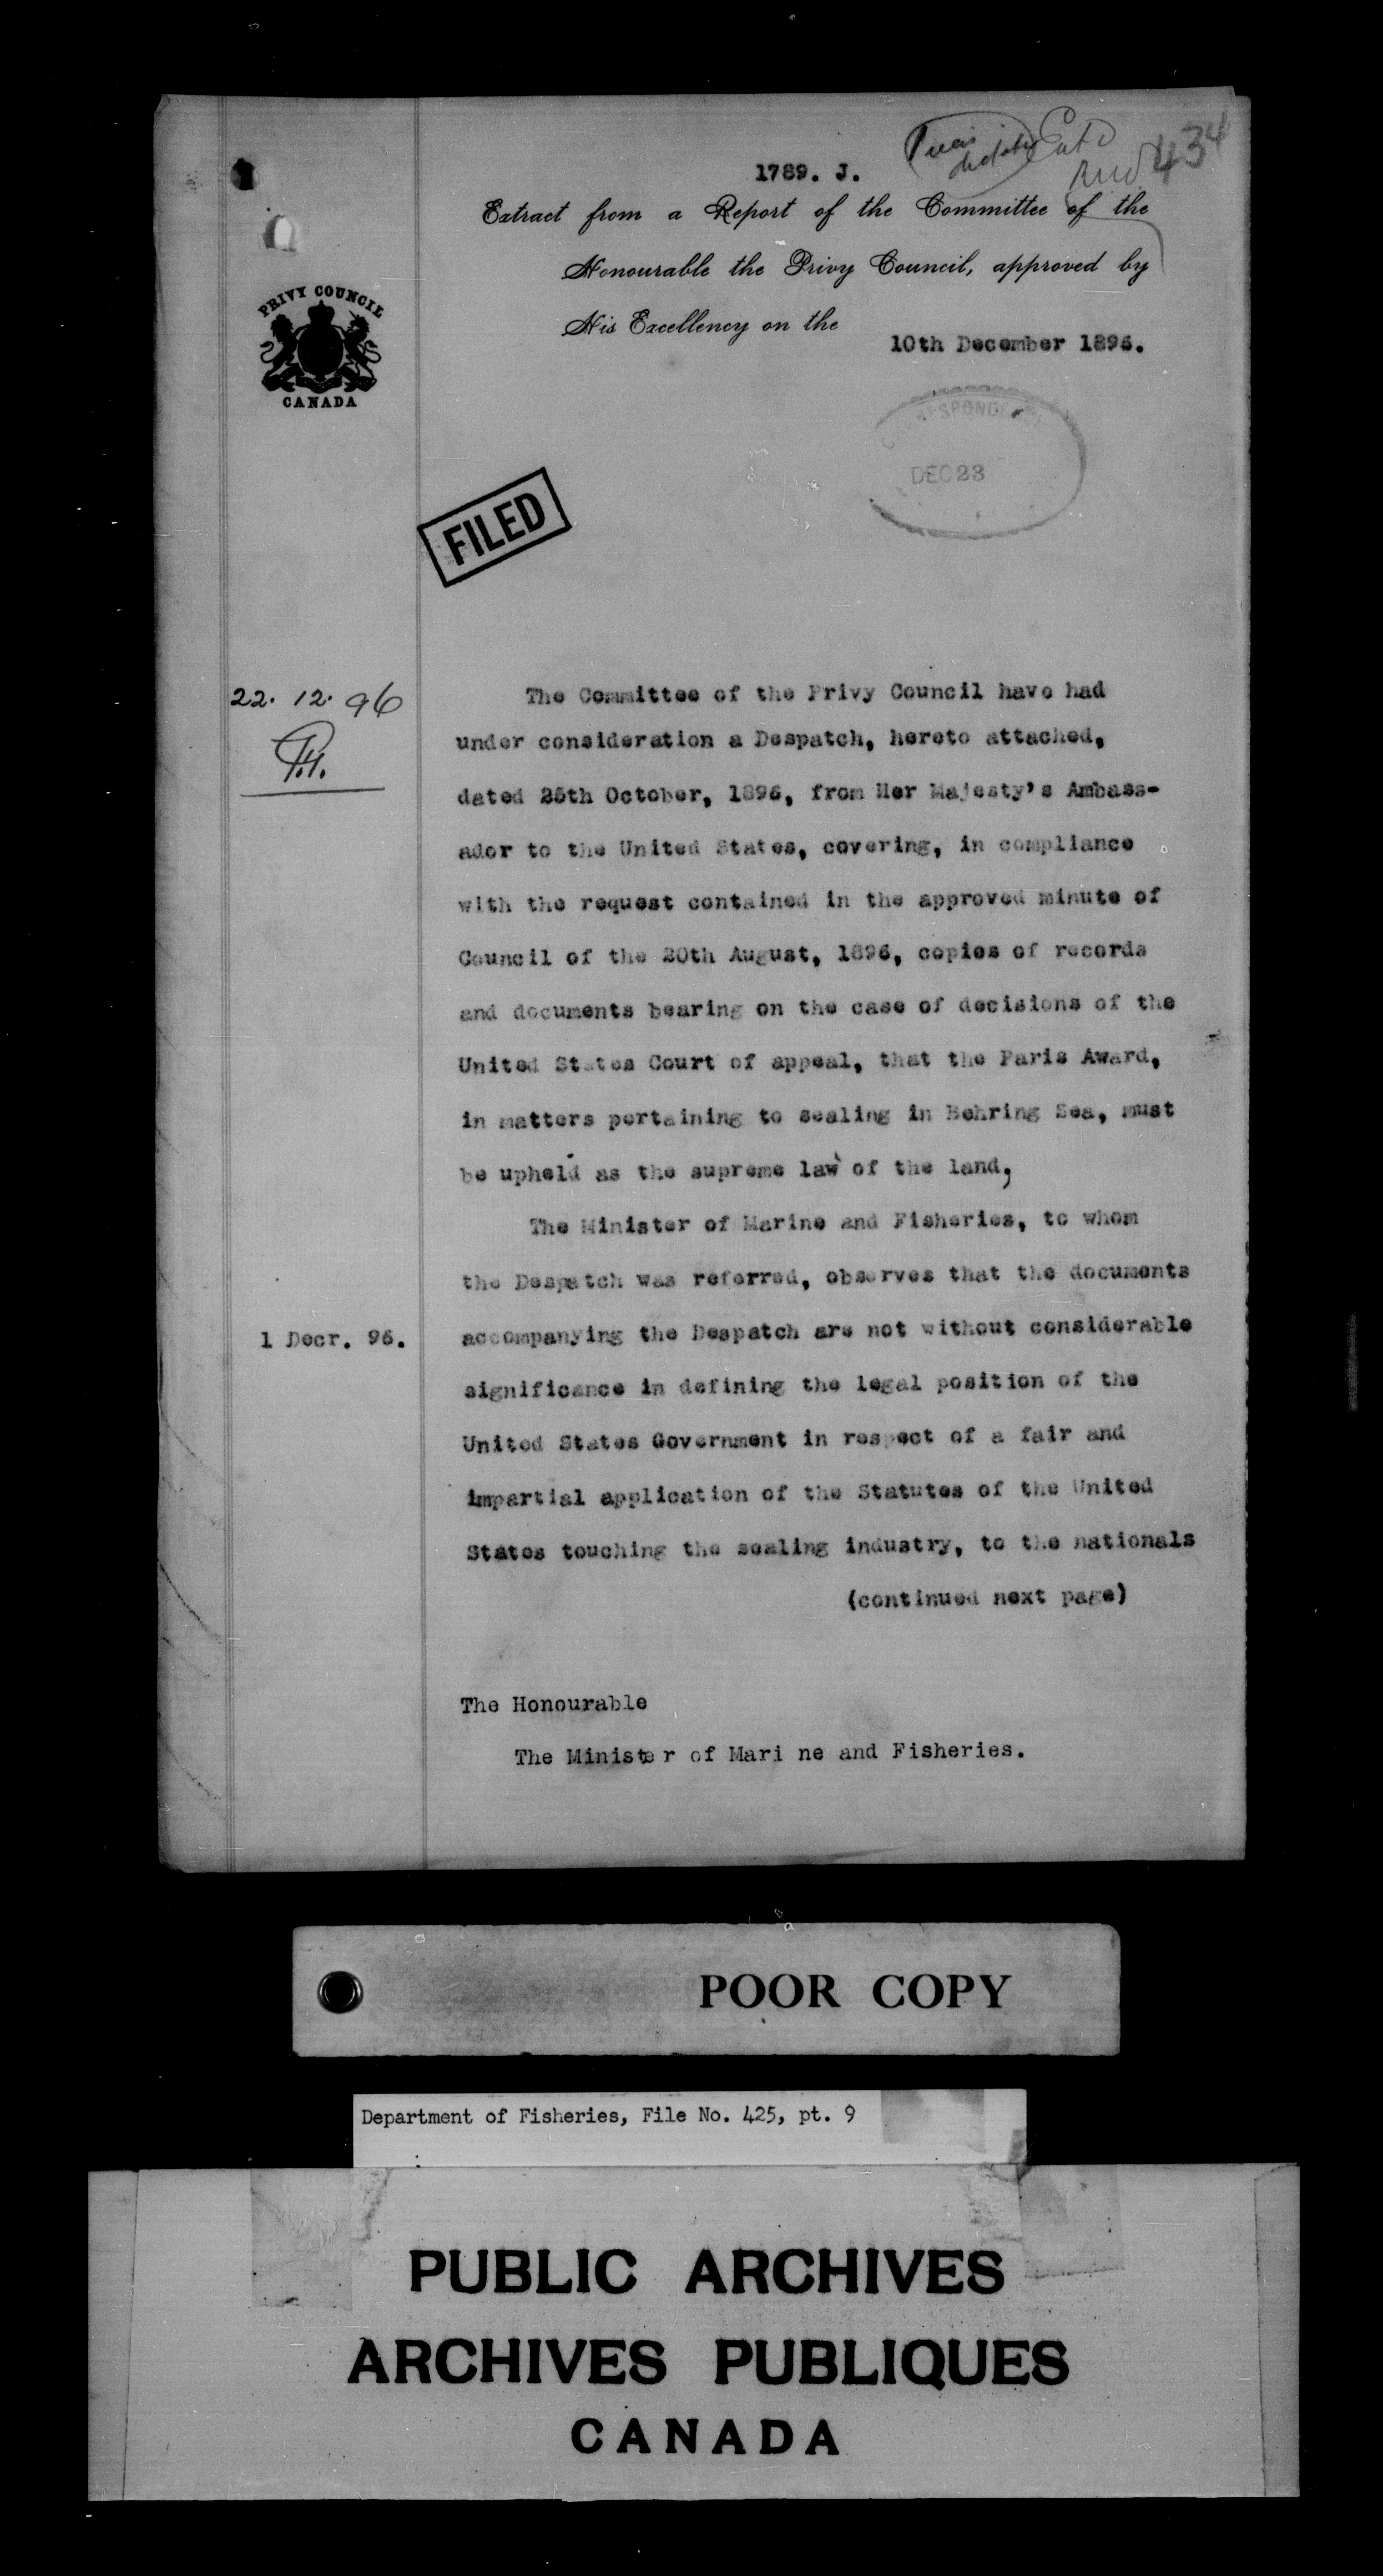 434
1789. J.
Extract from a Report of the Committee of the
Honourable the Privy Council, approved by
His Excellency on the
10th December 1896.
PRIVY COUNCIL
CANADA
DEC 23
FILED
22. 12. 96
The Committee of the Privy Council have had
under consideration a Despatch, hereto attached,
dated 26th October, 1896, from Her Majesty's Ambass-
ador to the United States, covering, in compliance
with the request contained in the approved minute of
Council of the 20th August, 1896, copies of records
and documents bearing on the case of decisions of the
United States Court of appeal, that the Paris Award,
in matters pertaining to sealing in Behring Sea, must
be upheld as the supreme law of the land,
The Minister of Marine and Fisheries, to whom
the Despatch was referred, observes that the documents
1 Decr. 96.
accompanying the Despatch are not without considerable
significance in defining the legal position of the
United States Government in respect of a fair and
impartial application of the Statutes of the United
States touching the sealing industry, to the nationals
(continued next page)
The Honourable
The Minister of Mari ne and Fisheries.
POOR COPY
Department of Fisheries, File No. 425, pt. 9
PUBLIC ARCHIVES
ARCHIVES PUBLIQUES
CANADA